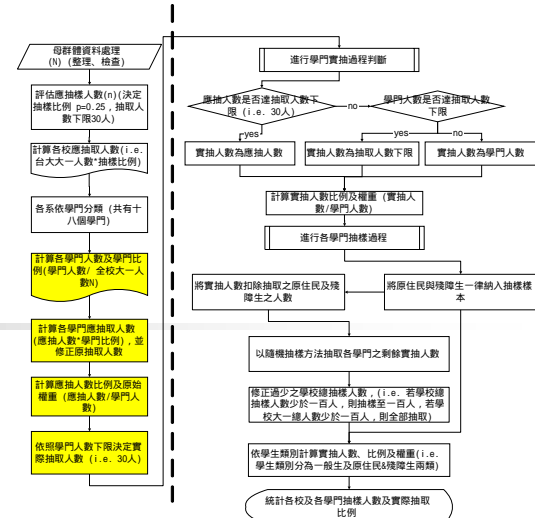 母群體資料處理
(N) (整理、檢查)
評估應抽樣人數(n)(決定
抽樣比例 p=0.25，抽取人
數下限30人)
計算各校應抽取人數(i.e.
台大大一人數*抽樣比例)
各系依學門分類 (共有十
八個學門)
計算各學門人數及學門比
例(學門人數/ 全校大一人
數N)
計算各學門應抽取人數
(應抽人數*學門比例)，並
修正原抽取人數
計算應抽人數比例及原始
權重 (應抽人數/學門人
數)
依照學門人數下限決定實
際抽取人數 (i.e. 30人)
進行學門實抽過程判斷
應抽人數是否達抽取人數下
限 (i.e. 30人)
no
學門人數是否達抽取人數
下限
yes
yes
no
實抽人數為應抽人數
實抽人數為抽取人數下限
實抽人數為學門人數
計算實抽人數比例及權重 (實抽人
數/學門人數)
進行各學門抽樣過程
將實抽人數扣除抽取之原住民及殘
障生之人數
將原住民與殘障生一律納入抽樣樣
本
以隨機抽樣方法抽取各學門之剩餘實抽人數
修正過少之學校總抽樣人數，(i.e. 若學校總
抽樣人數少於一百人，則抽樣至一百人，若學
校大一總人數少於一百人，則全部抽取)
依學生類別計算實抽人數、比例及權重(i.e.
學生類別分為一般生及原住民&殘障生兩類)
統計各校及各學門抽樣人數及實際抽取
比例